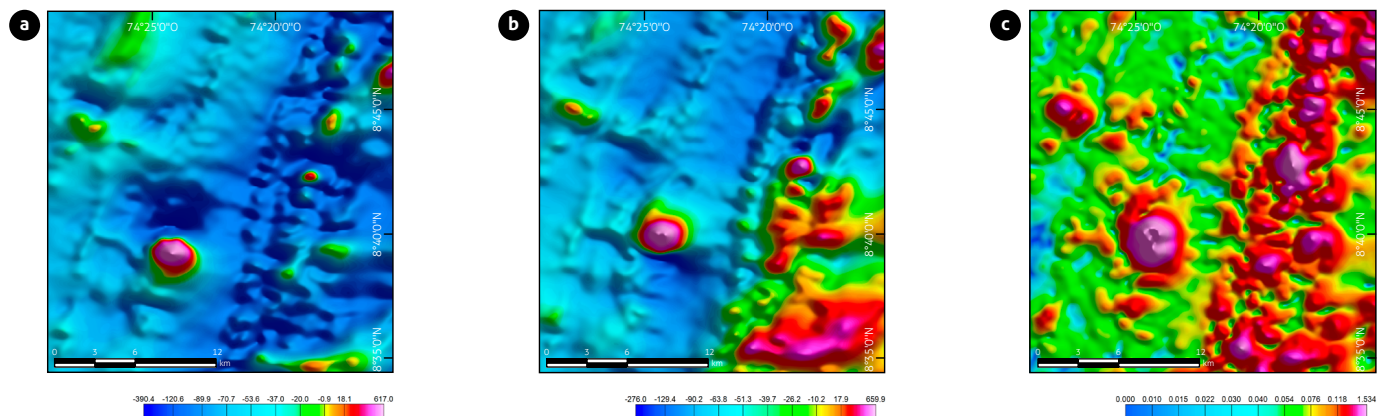 a
74°25'0"O
74°20'0"O
8°45'0"N
8°40'0"N
8°35'0"N
0 3 6 12
km
-390.4 -120.6 -89.9 -70.7 -53.6 -37.0 -20.0 -0.9 18.1 617.0
b
74°25'0"O
74°20'0"O
8°45'0"N
8°40'0"N
8°35'0"N
0 3 6 12
km
-276.0 -129.4 -90.2 -63.8 -51.3 -39.7 -26.2 -10.2 17.9 659.9
c
74°25'0"O
74°20'0"O
8°45'0"N
8°40'0"N
8°35'0"N
0 3 6 12
km
0.000 0.010 0.015 0.022 0.030 0.040 0.054 0.076 0.118 1.534